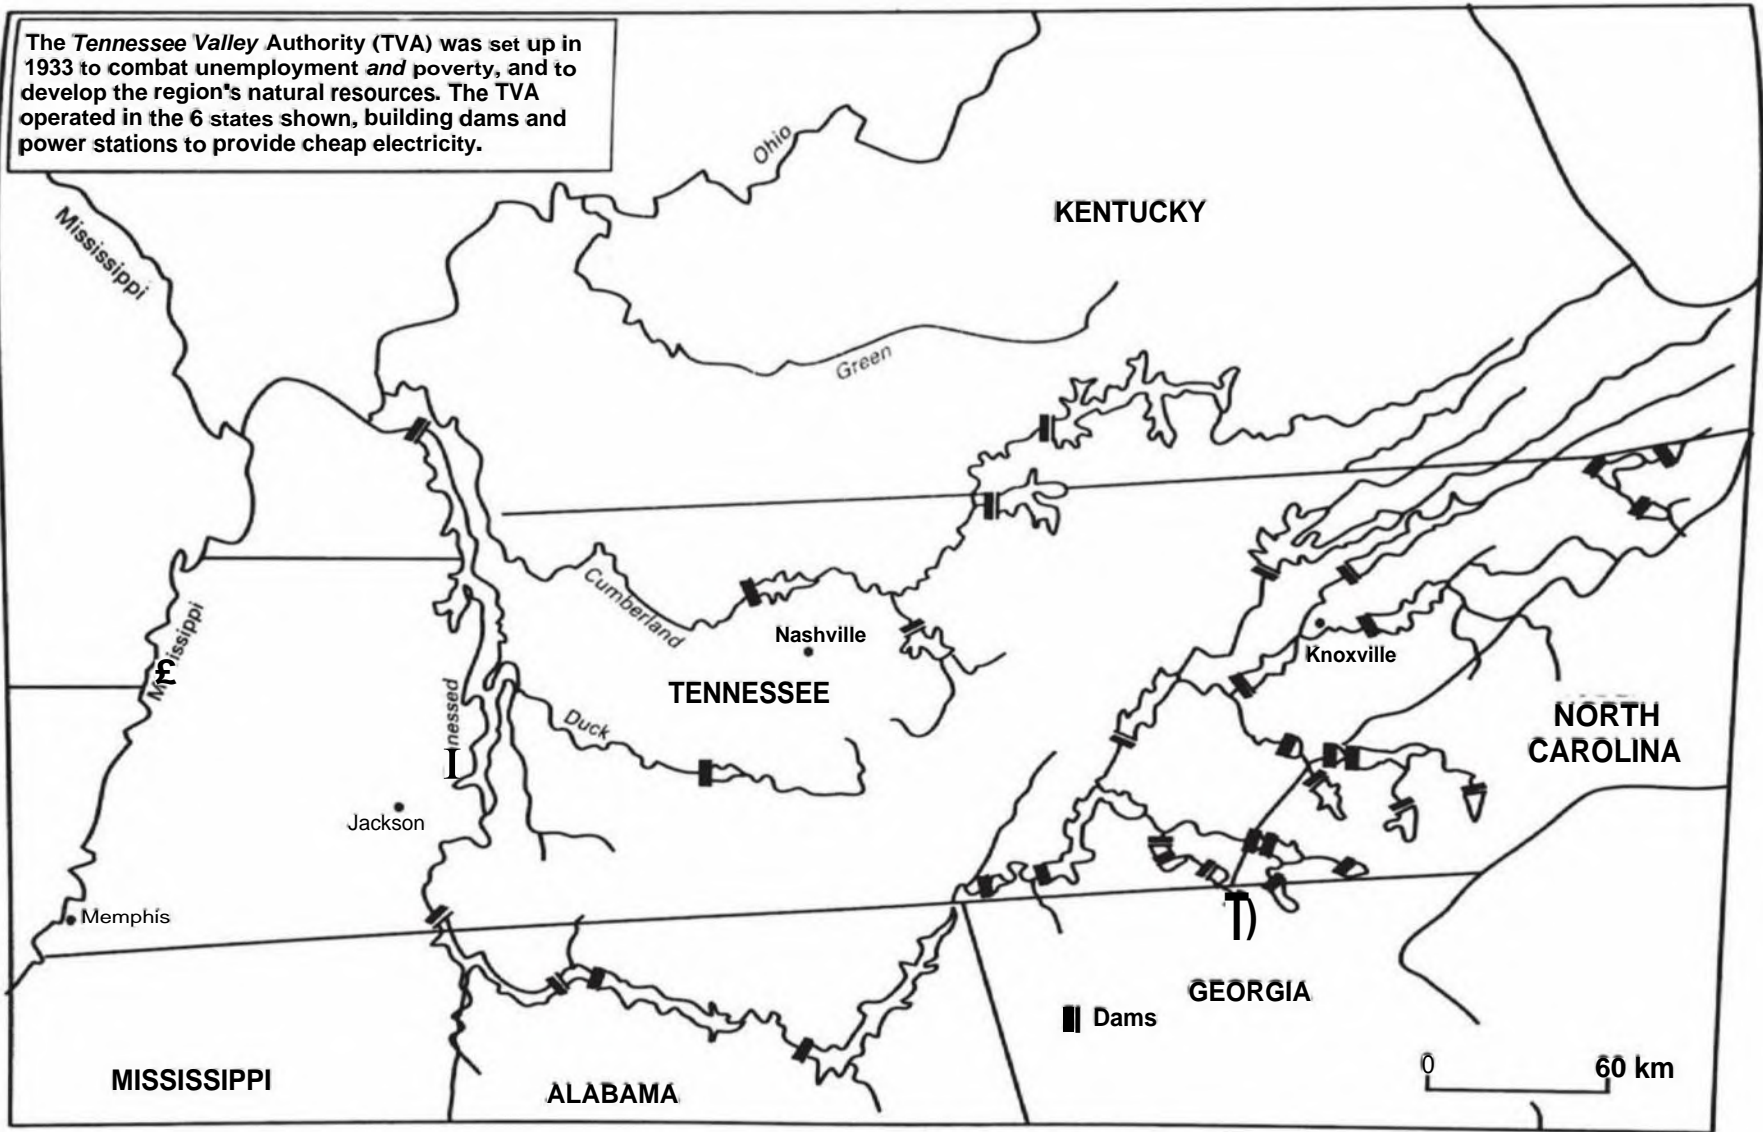 The Tennessee Valley Authority (TVA) was set up in
1933 to combat unemployment and poverty, and to
develop the region's natural resources. The TVA
operated in the 6 states shown, building dams and
power stations to provide cheap electricity.
Ohio
KENTUCKY
Mississippi
Green
Cumberland
Nashville
Mi issippi
£
Knoxville
TENNESSEE
nessed
I
Duck
NORTH
CAROLINA
Jackson
Memphis
T)
GEORGIA
Dams
0 60 km
MISSISSIPPI
ALABAMA